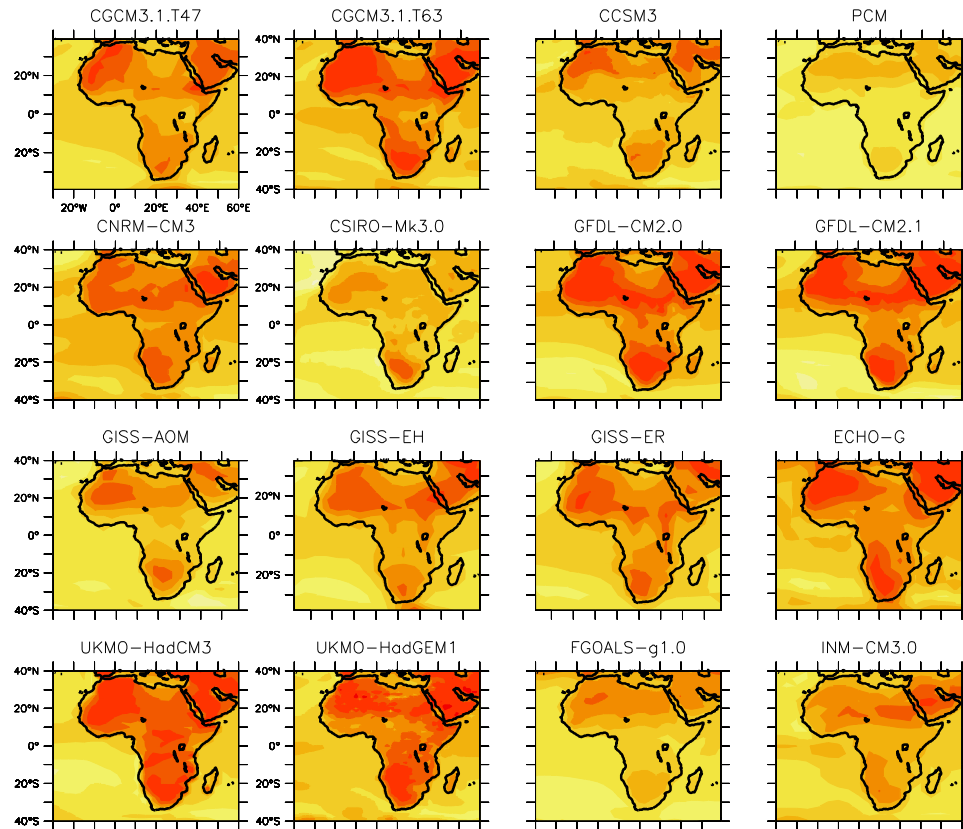 CGCM3.1.T47 CGCM3.1.T63 CCSM3 PCM
40°N
20°N 20°N
0° 0°
20°S 20°S
40°S
20°W 0° 20°E 40°E 60°E
CNRM-CM3 CSIRO-Mk3.0 GFDL-CM2.0 GFDL-CM2.1
40°N 40°N
20°N 20°N
0° 0°
20°S 20°S
40°S 40°S
GISS-AOM GISS-EH GISS-ER ECHO-G
40°N
20°N 20°N
0° 0°
20°S 20°S
40°S
UKMO-HadCM3 UKMO-HadGEM1 FGOALS-g1.0 INM-CM3.0
40°N 40°N
20°N 20°N
0° 0°
20°S 20°S
40°S 40°S